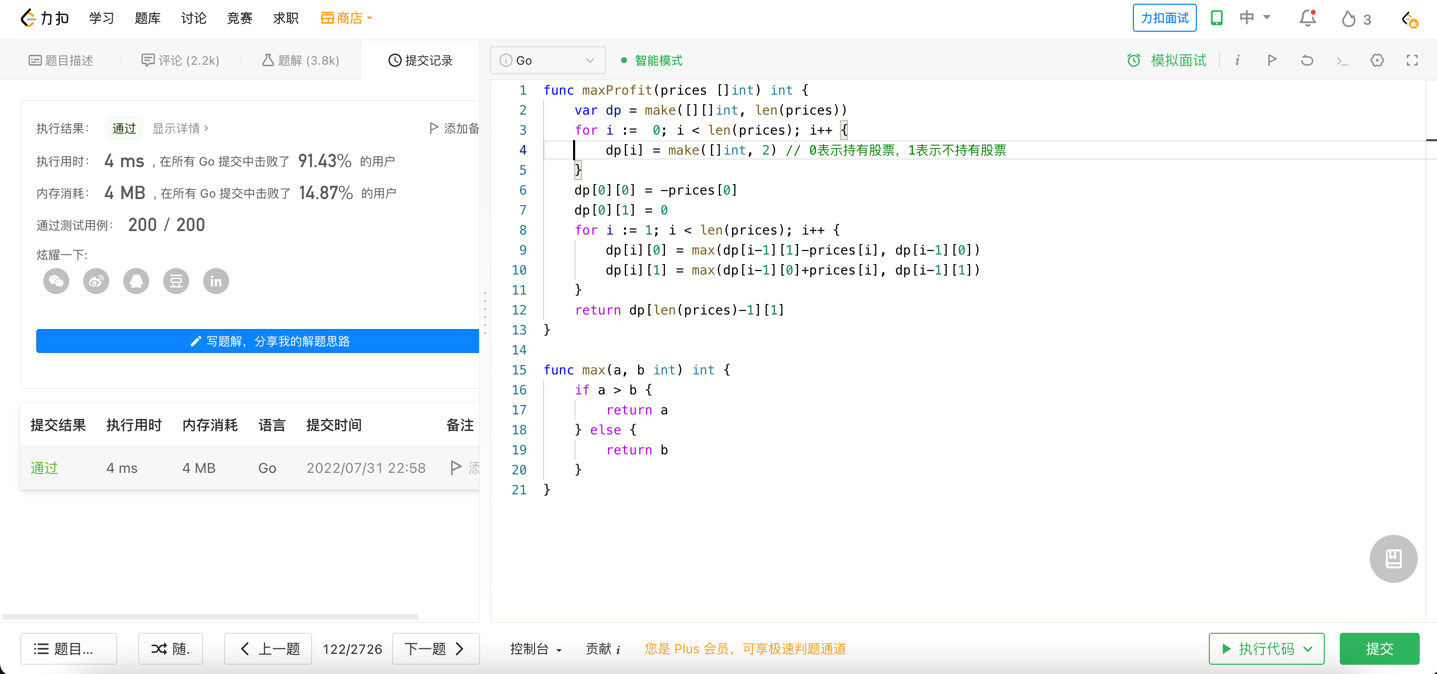 力扣 学习 题库 讨论 竞赛 求职 商店 力扣面试 中 3
题目描述 评论 (2.2k) 题解 (3.8k) 提交记录
i Go 智能模式 模拟面试 i
执行结果： 通过 显示详情 > 添加备
执行用时： 4 ms , 在所有 Go 提交中击败了 91.43% 的用户
内存消耗： 4 MB , 在所有 Go 提交中击败了 14.87% 的用户
通过测试用例： 200 / 200
炫耀一下:
豆 in
写题解，分享我的解题思路
提交结果 执行用时 内存消耗 语言 提交时间 备注
通过 4 ms 4 MB Go 2022/07/31 22:58 添
1 func maxProfit(prices []int) int {
2 var dp = make([][]int, len(prices))
3 for i :=  0; i < len(prices); i++ {
4 dp[i] = make([]int, 2) // 0表示持有股票，1表示不持有股票
5 }
6 dp[0][0] = -prices[0]
7 dp[0][1] = 0
8 for i := 1; i < len(prices); i++ {
9 dp[i][0] = max(dp[i-1][1]-prices[i], dp[i-1][0])
10 dp[i][1] = max(dp[i-1][0]+prices[i], dp[i-1][1])
11 }
12 return dp[len(prices)-1][1]
13 }
14
15 func max(a, b int) int {
16 if a > b {
17 return a
18 } else {
19 return b
20 }
21 }
题目... 随. 上一题 122/2726 下一题 控制台 贡献 i 您是 Plus 会员，可享极速判题通道 执行代码 提交